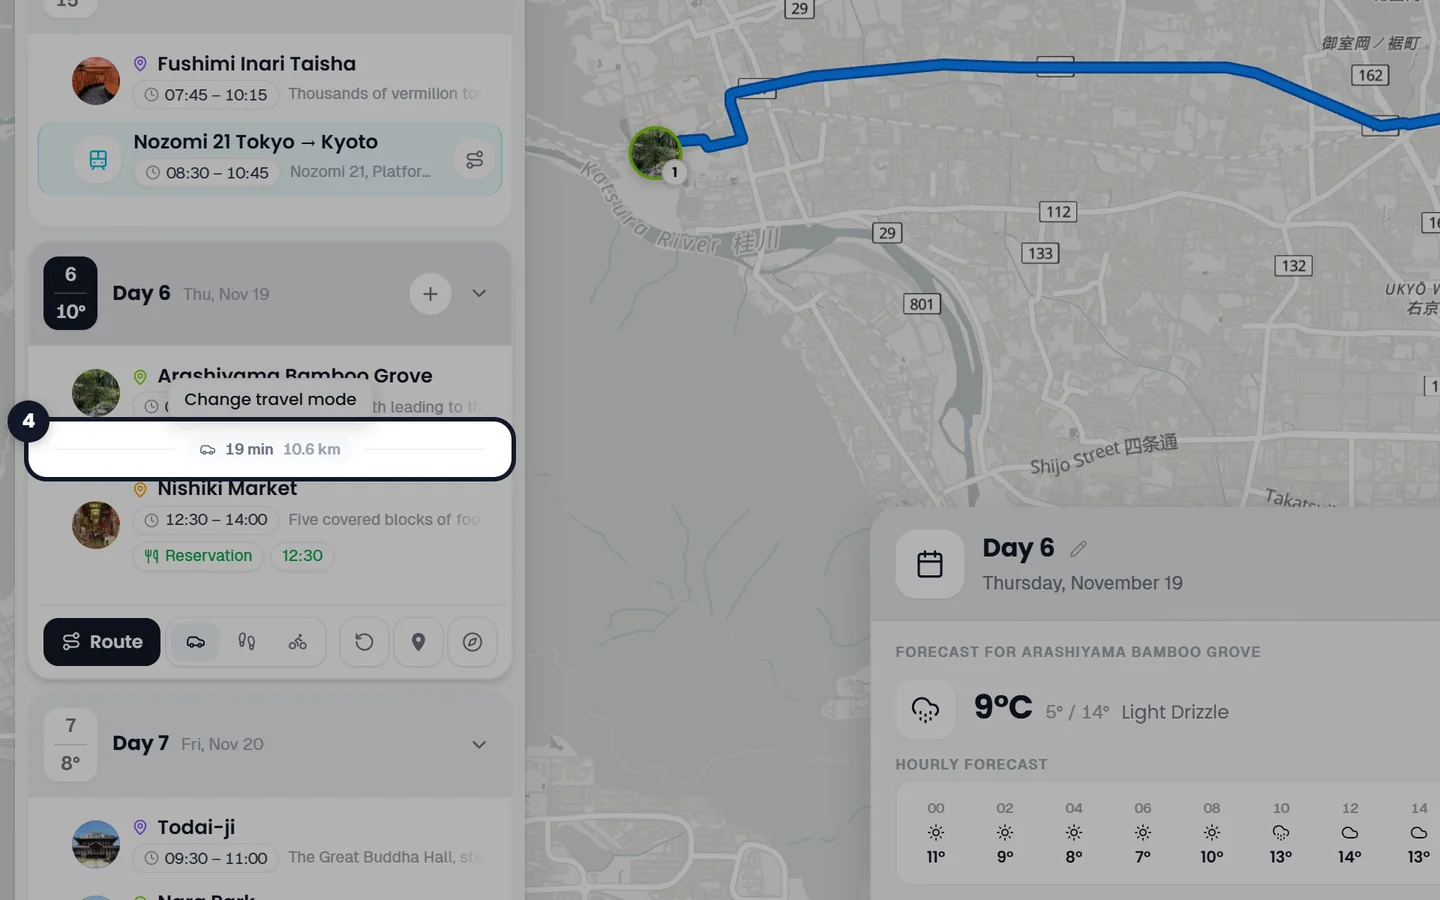 15
Fushimi Inari Taisha
07:45 – 10:15 Thousands of vermilion
Nozomi 21 Tokyo → Kyoto
08:30 – 10:45 Nozomi 21, Platfor...
6
10°
Day 6 Thu, Nov 19
Arashiyama Bamboo Grove
th leading to
Change travel mode
4
19 min 10.6 km
Nishiki Market
12:30 – 14:00 Five covered blocks of
Reservation 12:30
Route
7
8°
Day 7 Fri, Nov 20
Todai-ji
09:30 – 11:00 The Great Buddha Hall,
Nara Park
29
御室岡ノ裾町
162
1
Katsura River 桂川
112
29
133
132
801
UKYŌ
右京
Shijo Street 四条通
Day 6
Thursday, November 19
FORECAST FOR ARASHIYAMA BAMBOO GROVE
9°C 5° / 14° Light Drizzle
HOURLY FORECAST
00 02 04 06 08 10 12 14
11° 9° 8° 7° 10° 13° 14° 13°